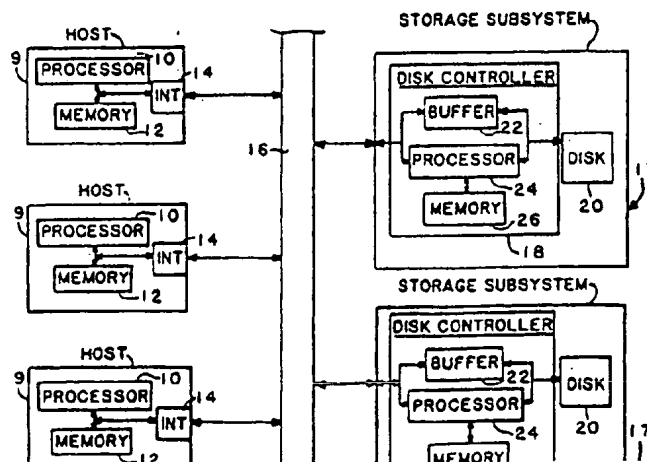 HOST
9
10
14
PROCESSOR
INT
MEMORY
12
HOST
9
10
14
PROCESSOR
INT
MEMORY
12
HOST
9
10
14
PROCESSOR
INT
MEMORY
12
16
STORAGE SUBSYSTEM
DISK CONTROLLER
BUFFER
22
PROCESSOR
24
DISK
20
MEMORY
26
18
STORAGE SUBSYSTEM
DISK CONTROLLER
BUFFER
22
PROCESSOR
24
DISK
20
MEMORY
17